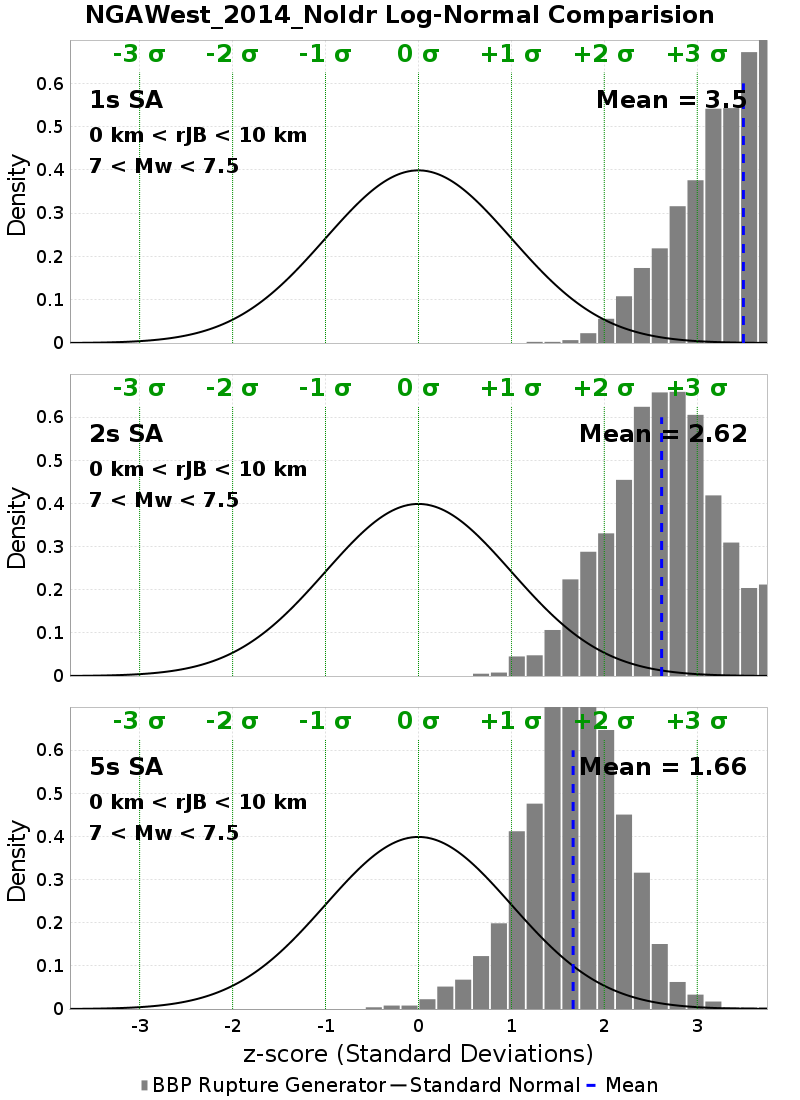 NGAWest_2014_NoIdr Log-Normal Comparision
-3 σ -2 σ -1 σ 0 σ +1 σ +2 σ +3 σ
0.6
1s SA Mean = 3.5
0.5
0 km < rJB < 10 km
7 < Mw < 7.5
0.4
Density
0.3
0.2
0.1
0
-3 σ -2 σ -1 σ 0 σ +1 σ +2 σ +3 σ
0.6
2s SA Mean = 2.62
0.5
0 km < rJB < 10 km
7 < Mw < 7.5
0.4
Density
0.3
0.2
0.1
0
-3 σ -2 σ -1 σ 0 σ +1 σ +2 σ +3 σ
0.6
5s SA Mean = 1.66
0.5
0 km < rJB < 10 km
7 < Mw < 7.5
0.4
Density
0.3
0.2
0.1
0
-3 -2 -1 0 1 2 3
z-score (Standard Deviations)
BBP Rupture Generator Standard Normal Mean